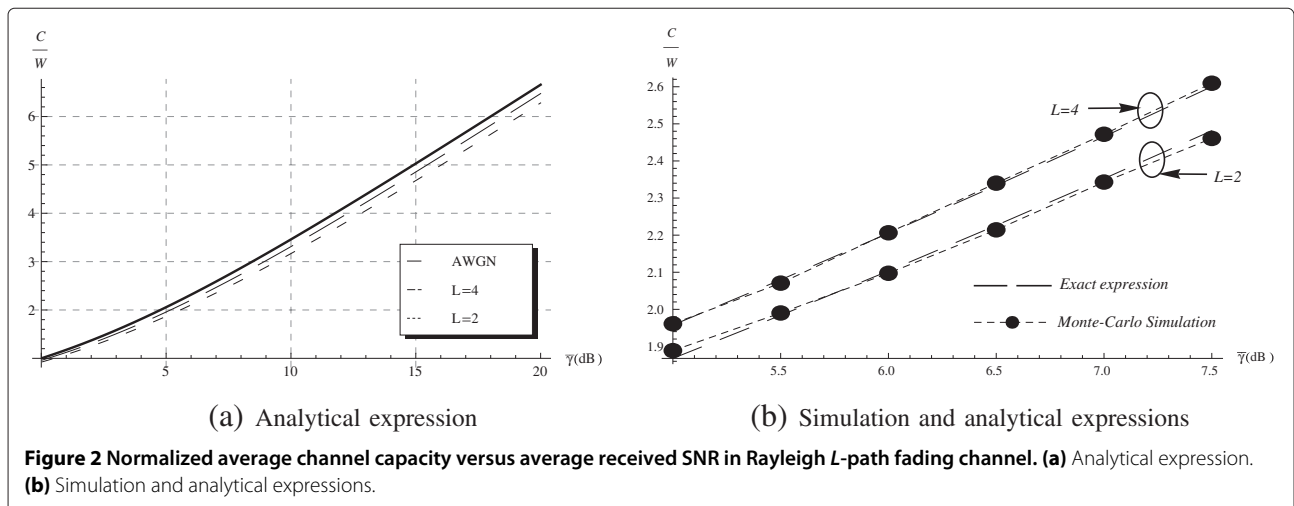 C
W
6
5
4
3
2
1
5
10
15
20
γ̄(dB)
AWGN
L=4
L=2
(a) Analytical expression
C
W
2.6
2.5
2.4
2.3
2.2
2.1
2.0
1.9
5.5
6.0
6.5
7.0
7.5
γ̄(dB)
L=4
L=2
Exact expression
Monte-Carlo Simulation
(b) Simulation and analytical expressions
Figure 2 Normalized average channel capacity versus average received SNR in Rayleigh L-path fading channel. (a) Analytical expression.
(b) Simulation and analytical expressions.